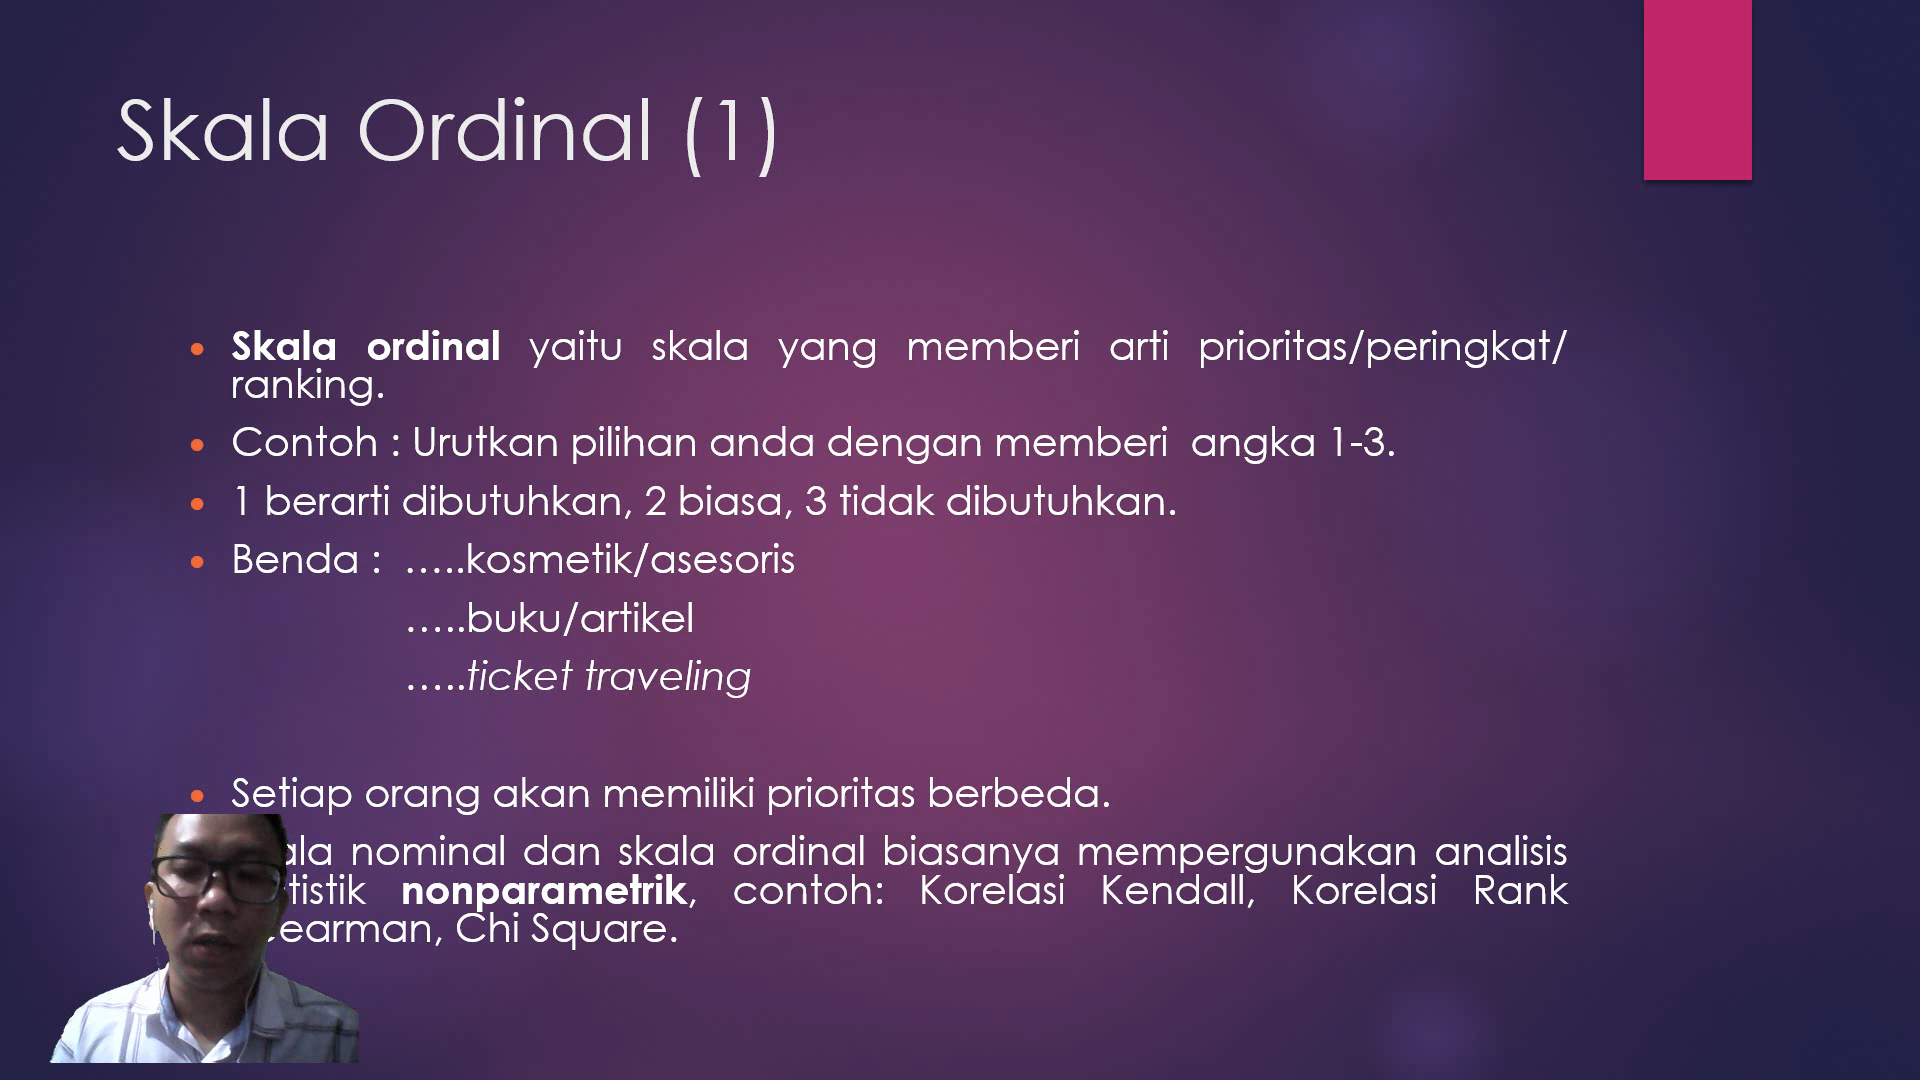 Skala Ordinal (1)
Skala ordinal yaitu skala yang memberi arti prioritas/peringkat/
ranking.
Contoh : Urutkan pilihan anda dengan memberi angka 1-3.
1 berarti dibutuhkan, 2 biasa, 3 tidak dibutuhkan.
Benda : …..kosmetik/asesoris
…..buku/artikel
…..ticket traveling
Setiap orang akan memiliki prioritas berbeda.
nominal dan skala ordinal biasanya mempergunakan analisis
nonparametrik, contoh: Korelasi Kendall, Korelasi Rank
Chi Square.